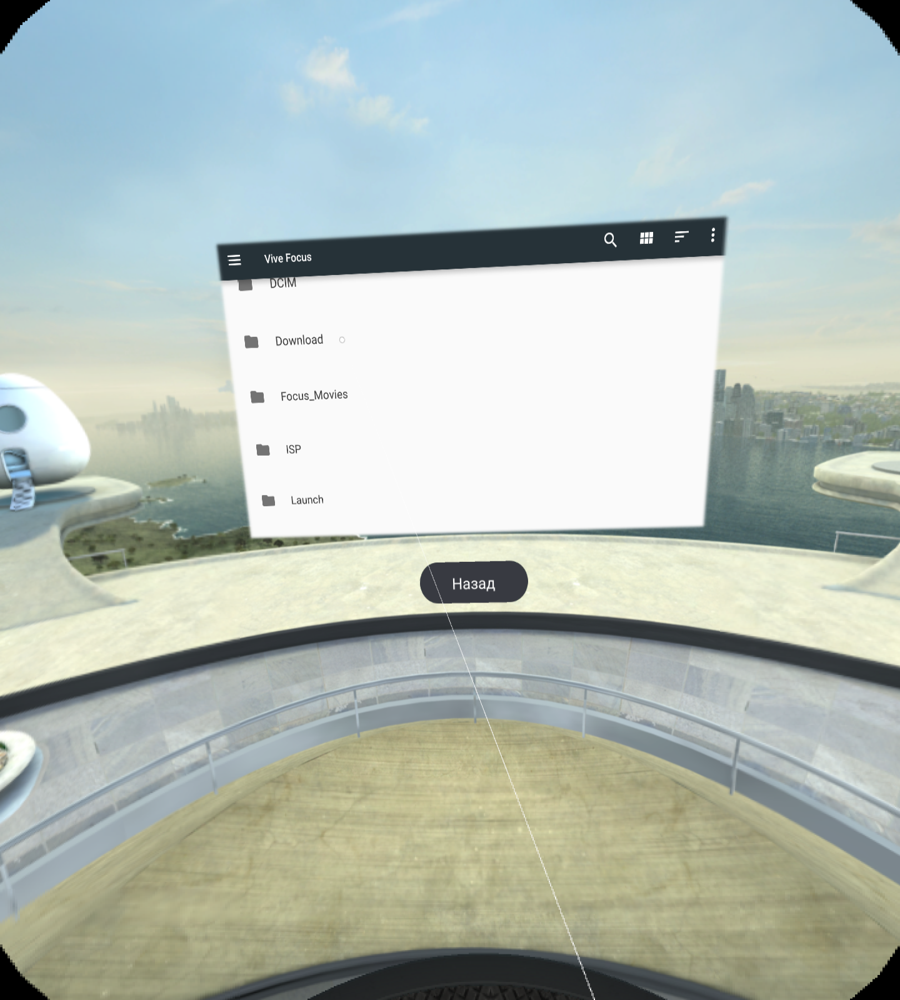 Vive Focus
DCIM
Download
Focus_Movies
ISP
Launch
Назад